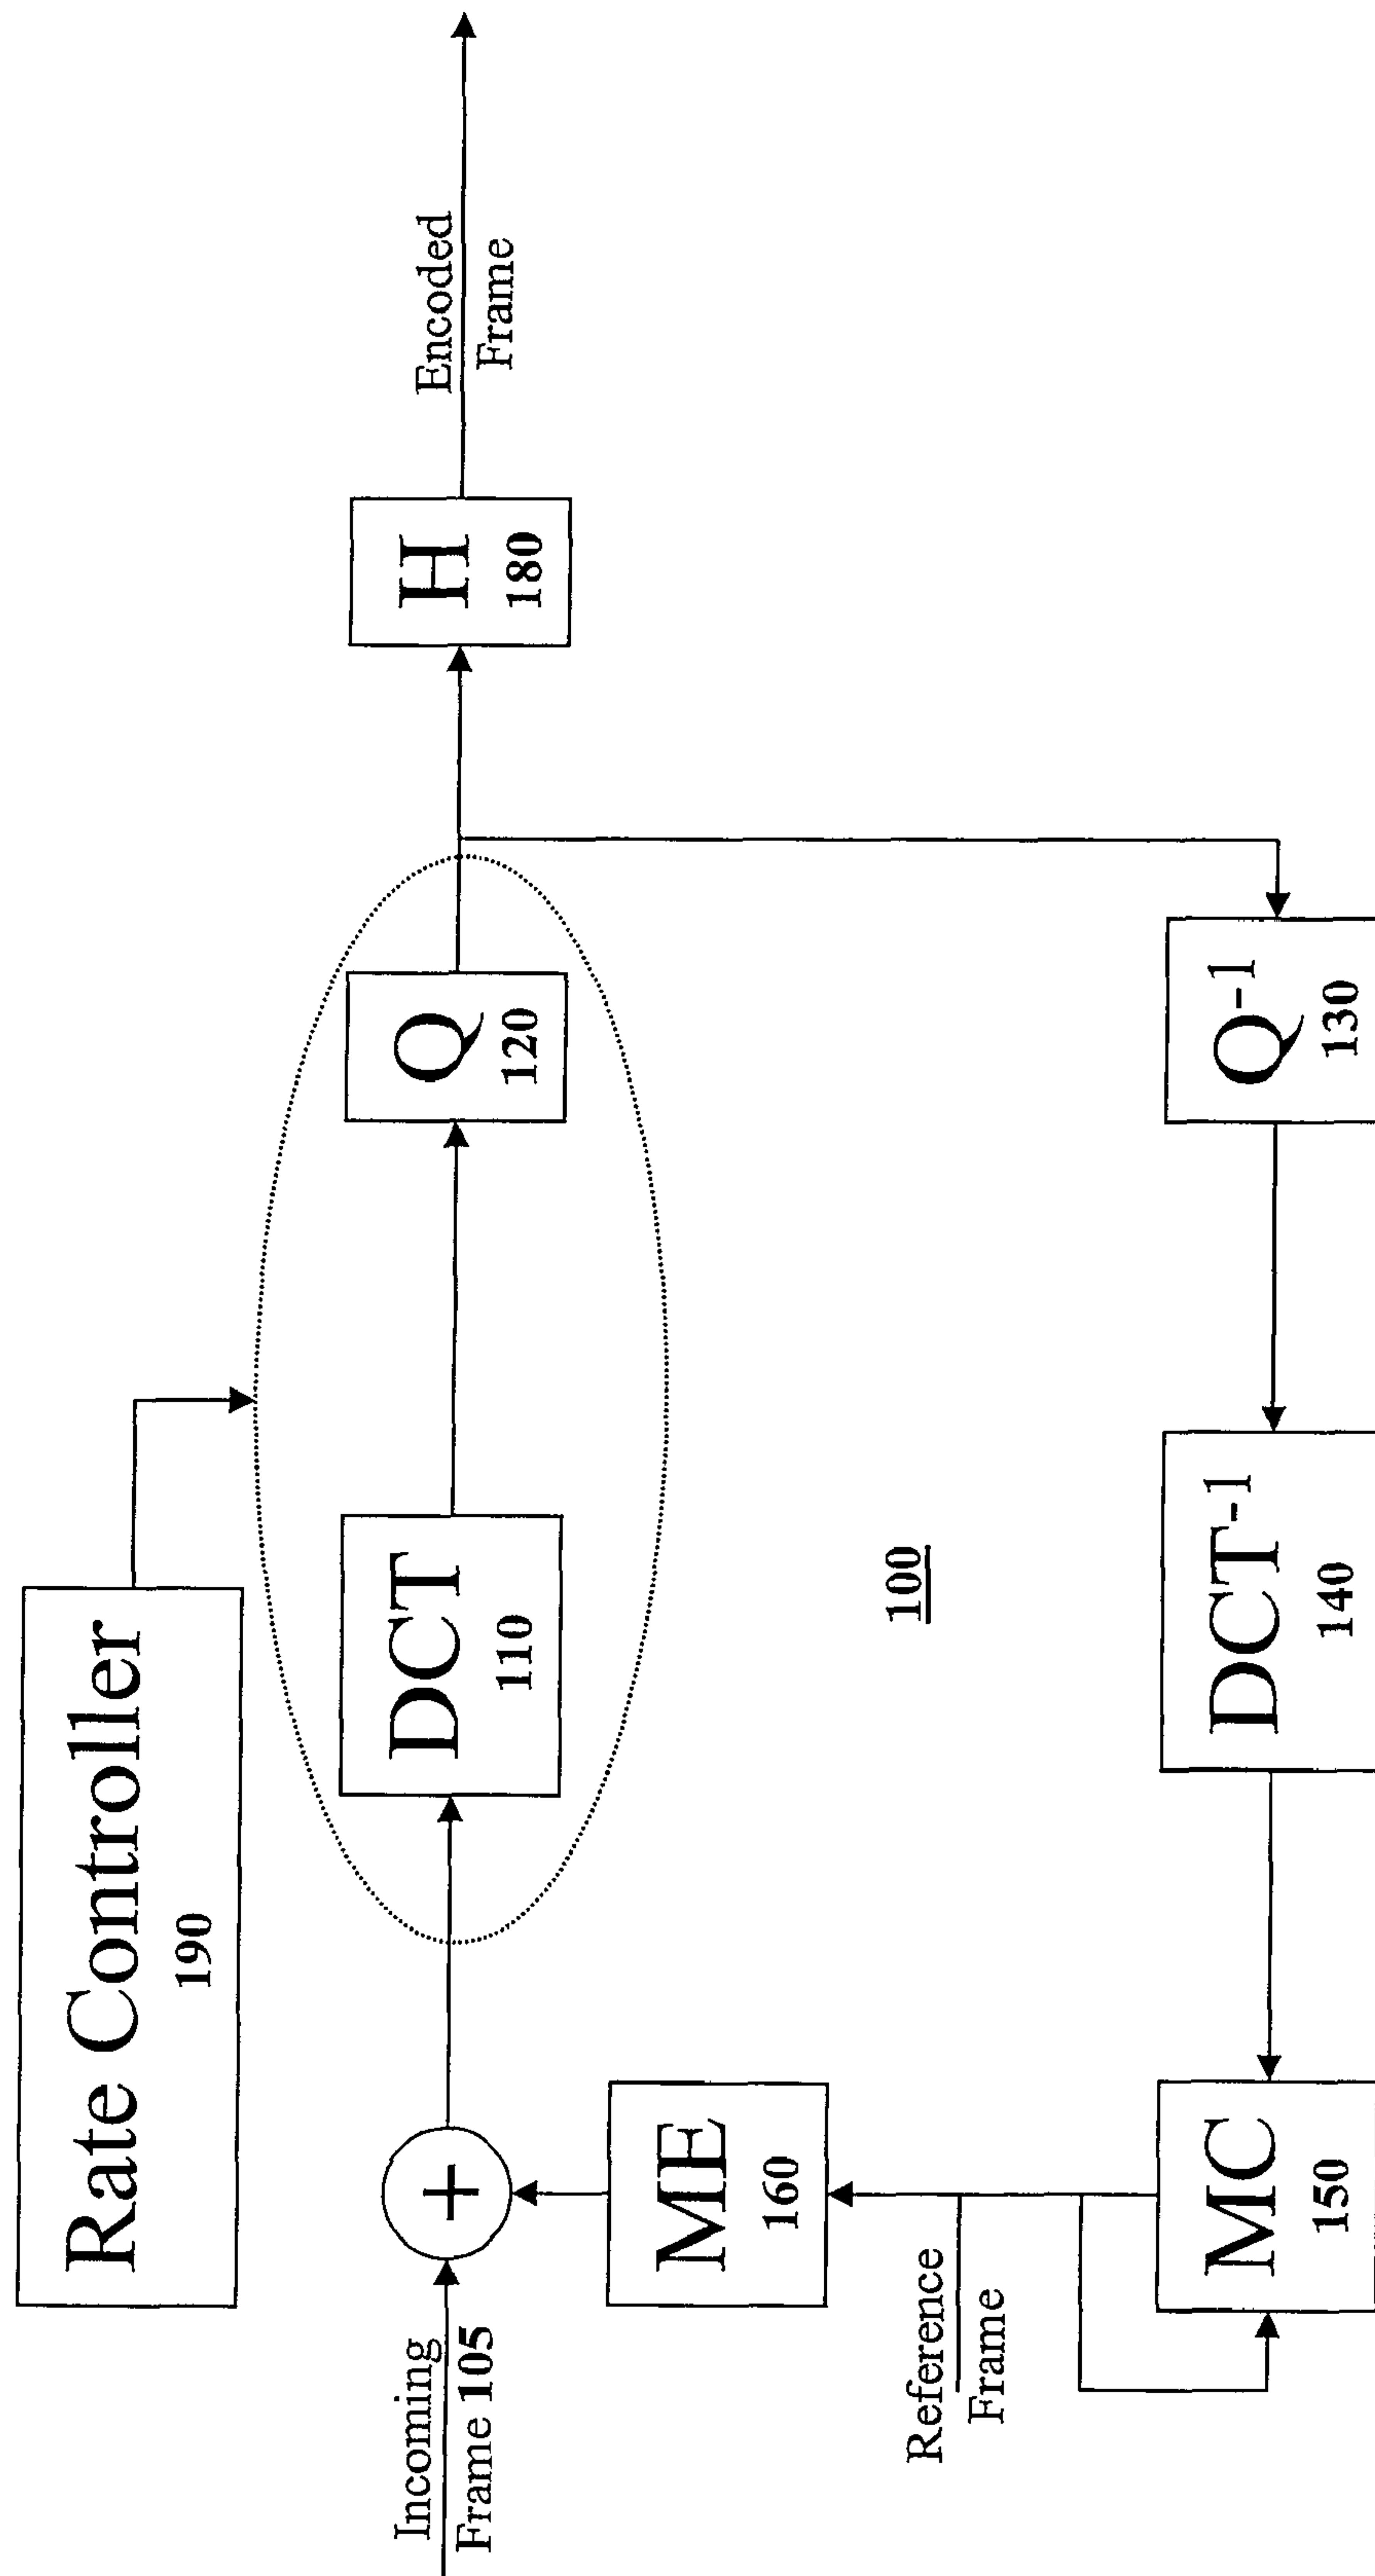 Rate Controller
190
Incoming
Frame 105
+
DCT
110
Q
120
H
180
Encoded
Frame
ME
160
100
Reference
Frame
MC
150
DCT-1
140
Q-1
130